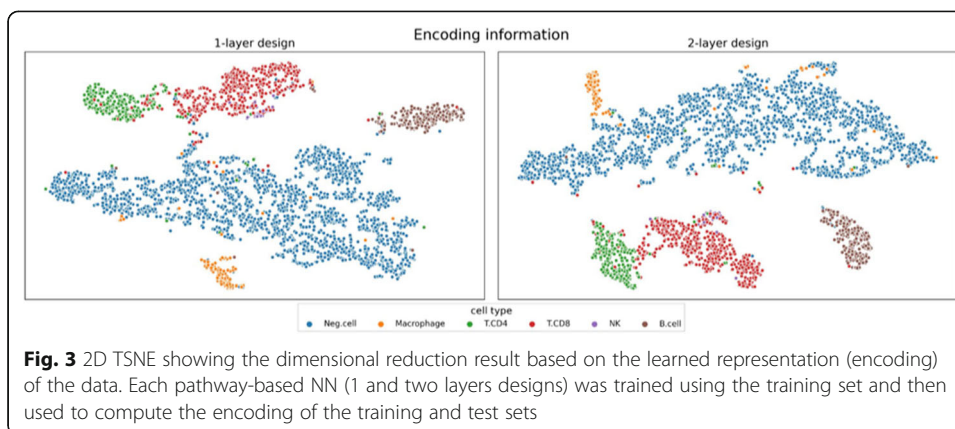 Encoding information
1-layer design
2-layer design
cell type
Neg.cell Macrophage T.CD4 T.CD8 NK B.cell
Fig. 3 2D TSNE showing the dimensional reduction result based on the learned representation (encoding)
of the data. Each pathway-based NN (1 and two layers designs) was trained using the training set and then
used to compute the encoding of the training and test sets